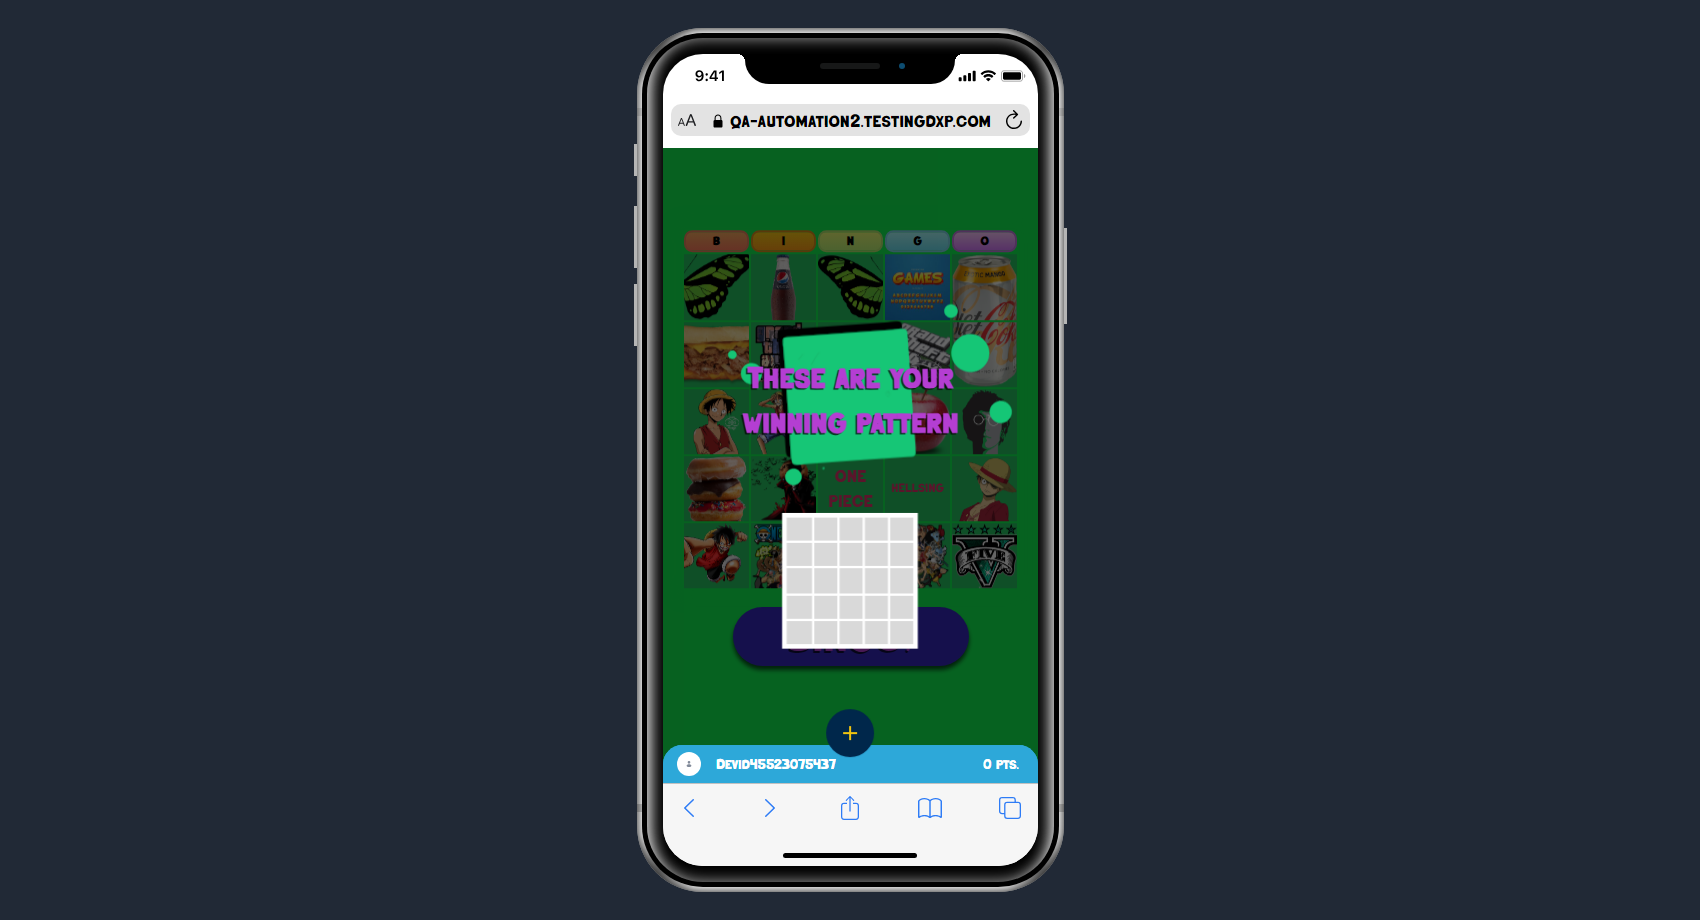 9:41
AA QA-AUTOMATION2.TESTINGDXP.COM
B I N G O
GAMES
THESE ARE YOUR
WINNING PATTERN
ONE
PIECE
HELLSING
FIVE
+
DEVID45523075437 0 PTS.